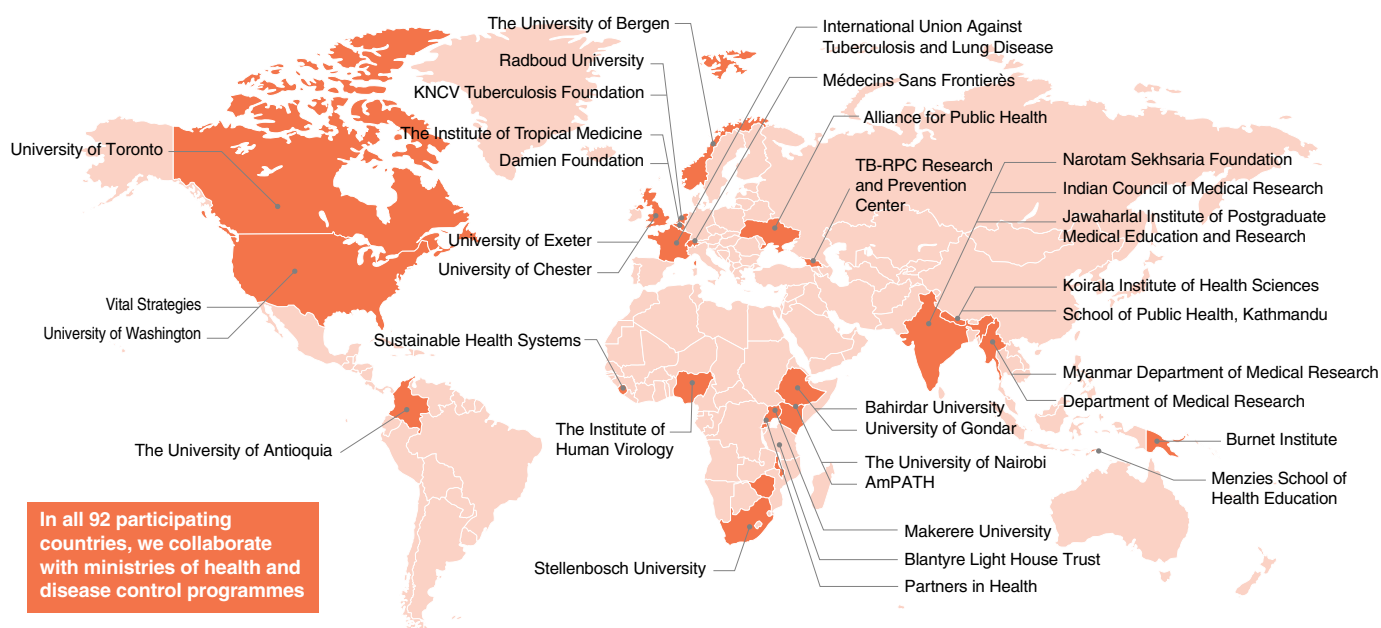 The University of Bergen
Radboud University
KNCV Tuberculosis Foundation
The Institute of Tropical Medicine
Damien Foundation
University of Toronto
University of Exeter
University of Chester
Vital Strategies
University of Washington
Sustainable Health Systems
The University of Antioquia
The Institute of
Human Virology
Stellenbosch University
International Union Against
Tuberculosis and Lung Disease
Médecins Sans Frontierès
Alliance for Public Health
TB-RPC Research
and Prevention
Center
Narotam Sekhsaria Foundation
Indian Council of Medical Research
Jawaharlal Institute of Postgraduate
Medical Education and Research
Koirala Institute of Health Sciences
School of Public Health, Kathmandu
Myanmar Department of Medical Research
Department of Medical Research
Bahirdar University
University of Gondar
The University of Nairobi
AmPATH
Burnet Institute
Menzies School of
Health Education
Makerere University
Blantyre Light House Trust
Partners in Health
In all 92 participating
countries, we collaborate
with ministries of health and
disease control programmes